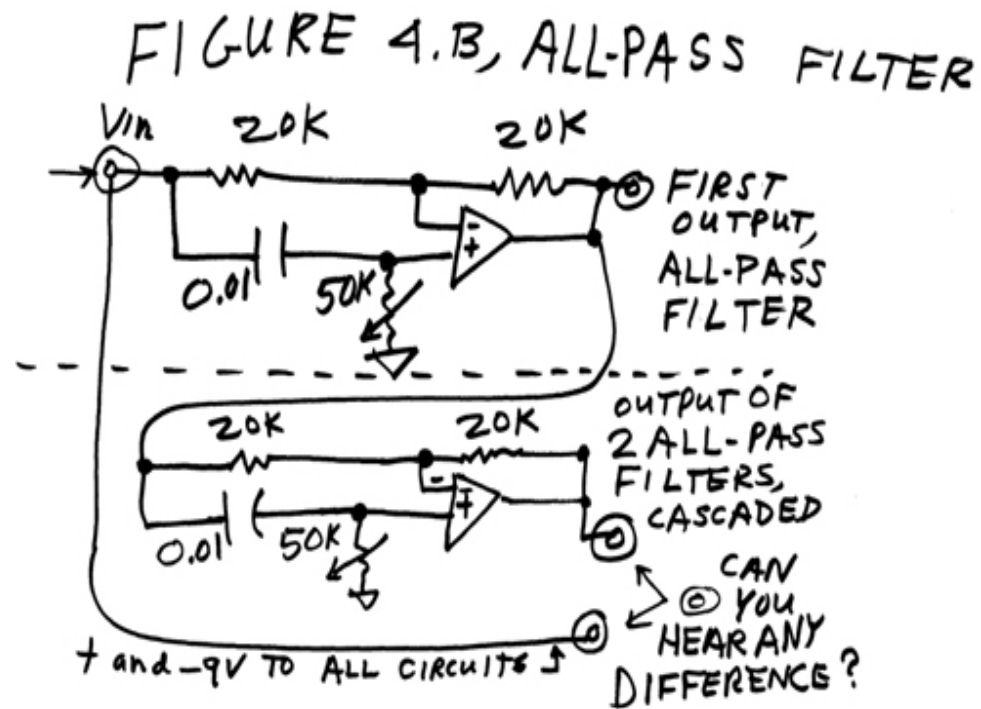 FIGURE 4.B, ALL-PASS FILTER
Vin
20K
20K
FIRST
OUTPUT,
ALL-PASS
FILTER
-
+
0.01
50K
OUTPUT OF
2 ALL-PASS
FILTERS,
CASCADED
20K
20K
-
+
0.01
50K
CAN
YOU
HEAR ANY
DIFFERENCE?
+ and -9V TO ALL CIRCUITS